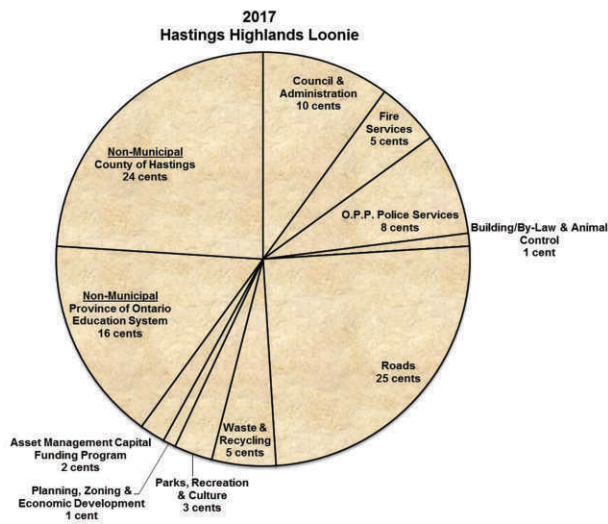 2017
Hastings Highlands Loonie
Council &
Administration
10 cents
Fire
Services
5 cents
O.P.P. Police Services
8 cents
Building/By-Law & Animal
Control
1 cent
Roads
25 cents
Waste &
Recycling
5 cents
Parks, Recreation
& Culture
3 cents
Planning, Zoning &
Economic Development
1 cent
Asset Management Capital
Funding Program
2 cents
Non-Municipal
Province of Ontario
Education System
16 cents
Non-Municipal
County of Hastings
24 cents